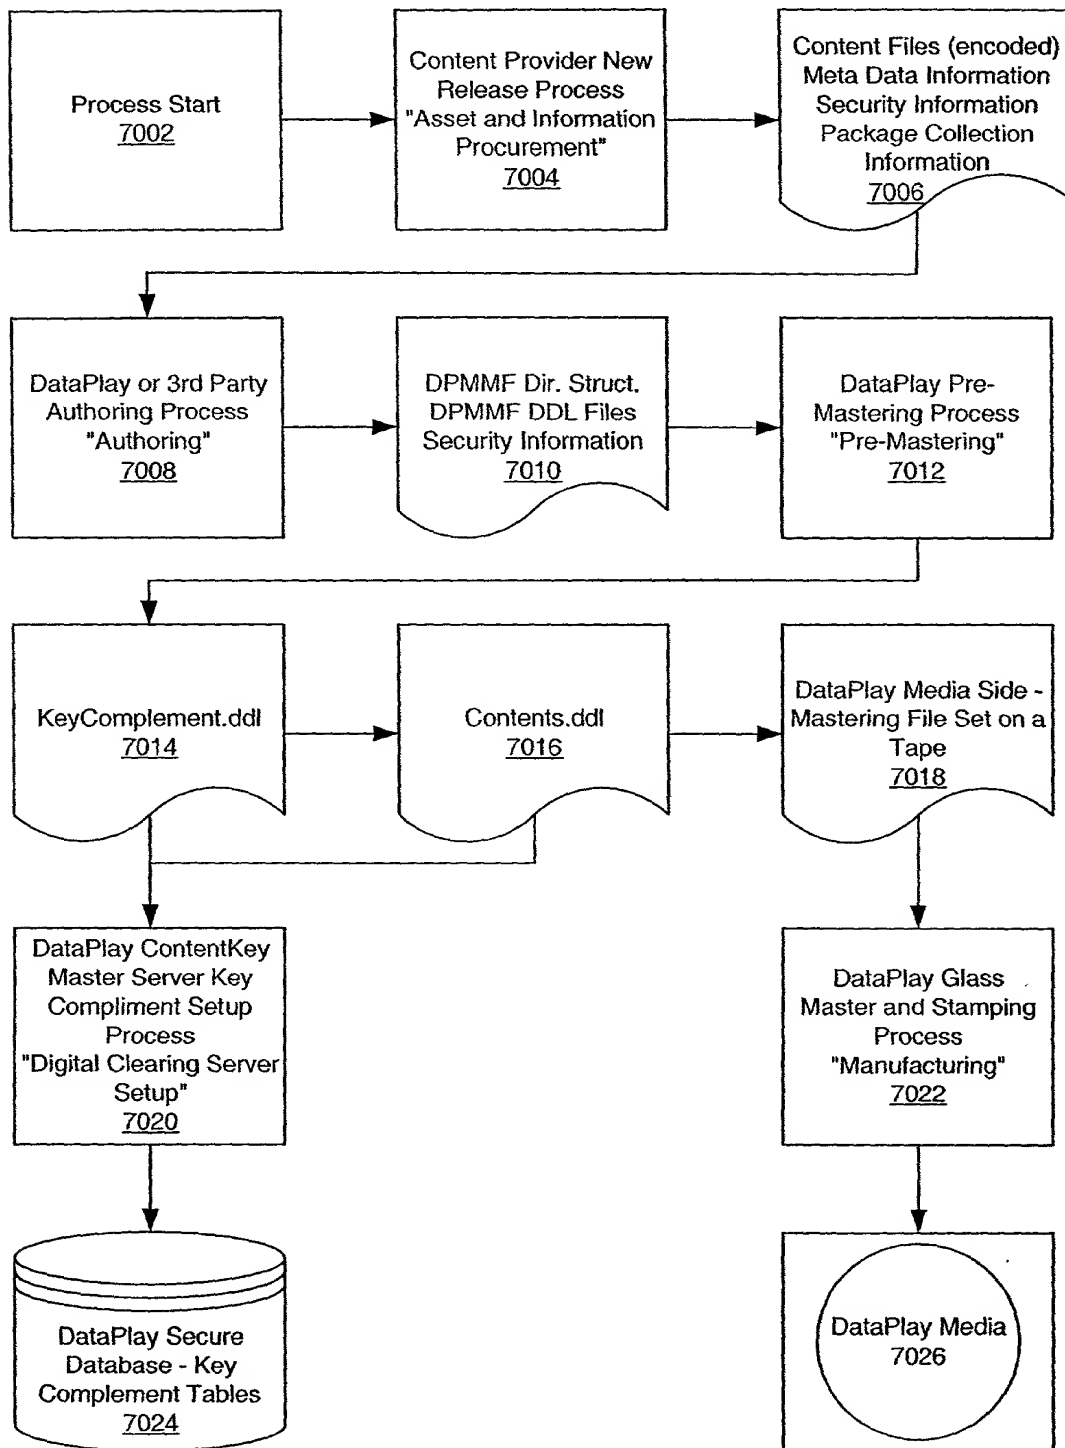 Process Start
7002
Content Provider New
Release Process
"Asset and Information
Procurement"
7004
Content Files (encoded)
Meta Data Information
Security Information
Package Collection
Information
7006
DataPlay or 3rd Party
Authoring Process
"Authoring"
7008
DPMMF Dir. Struct.
DPMMF DDL Files
Security Information
7010
DataPlay Pre-
Mastering Process
"Pre-Mastering"
7012
KeyComplement.ddl
7014
Contents.ddl
7016
DataPlay Media Side -
Mastering File Set on a
Tape
7018
DataPlay ContentKey
Master Server Key
Compliment Setup
Process
"Digital Clearing Server
Setup"
7020
DataPlay Glass
Master and Stamping
Process
"Manufacturing"
7022
DataPlay Secure
Database - Key
Complement Tables
7024
DataPlay Media
7026